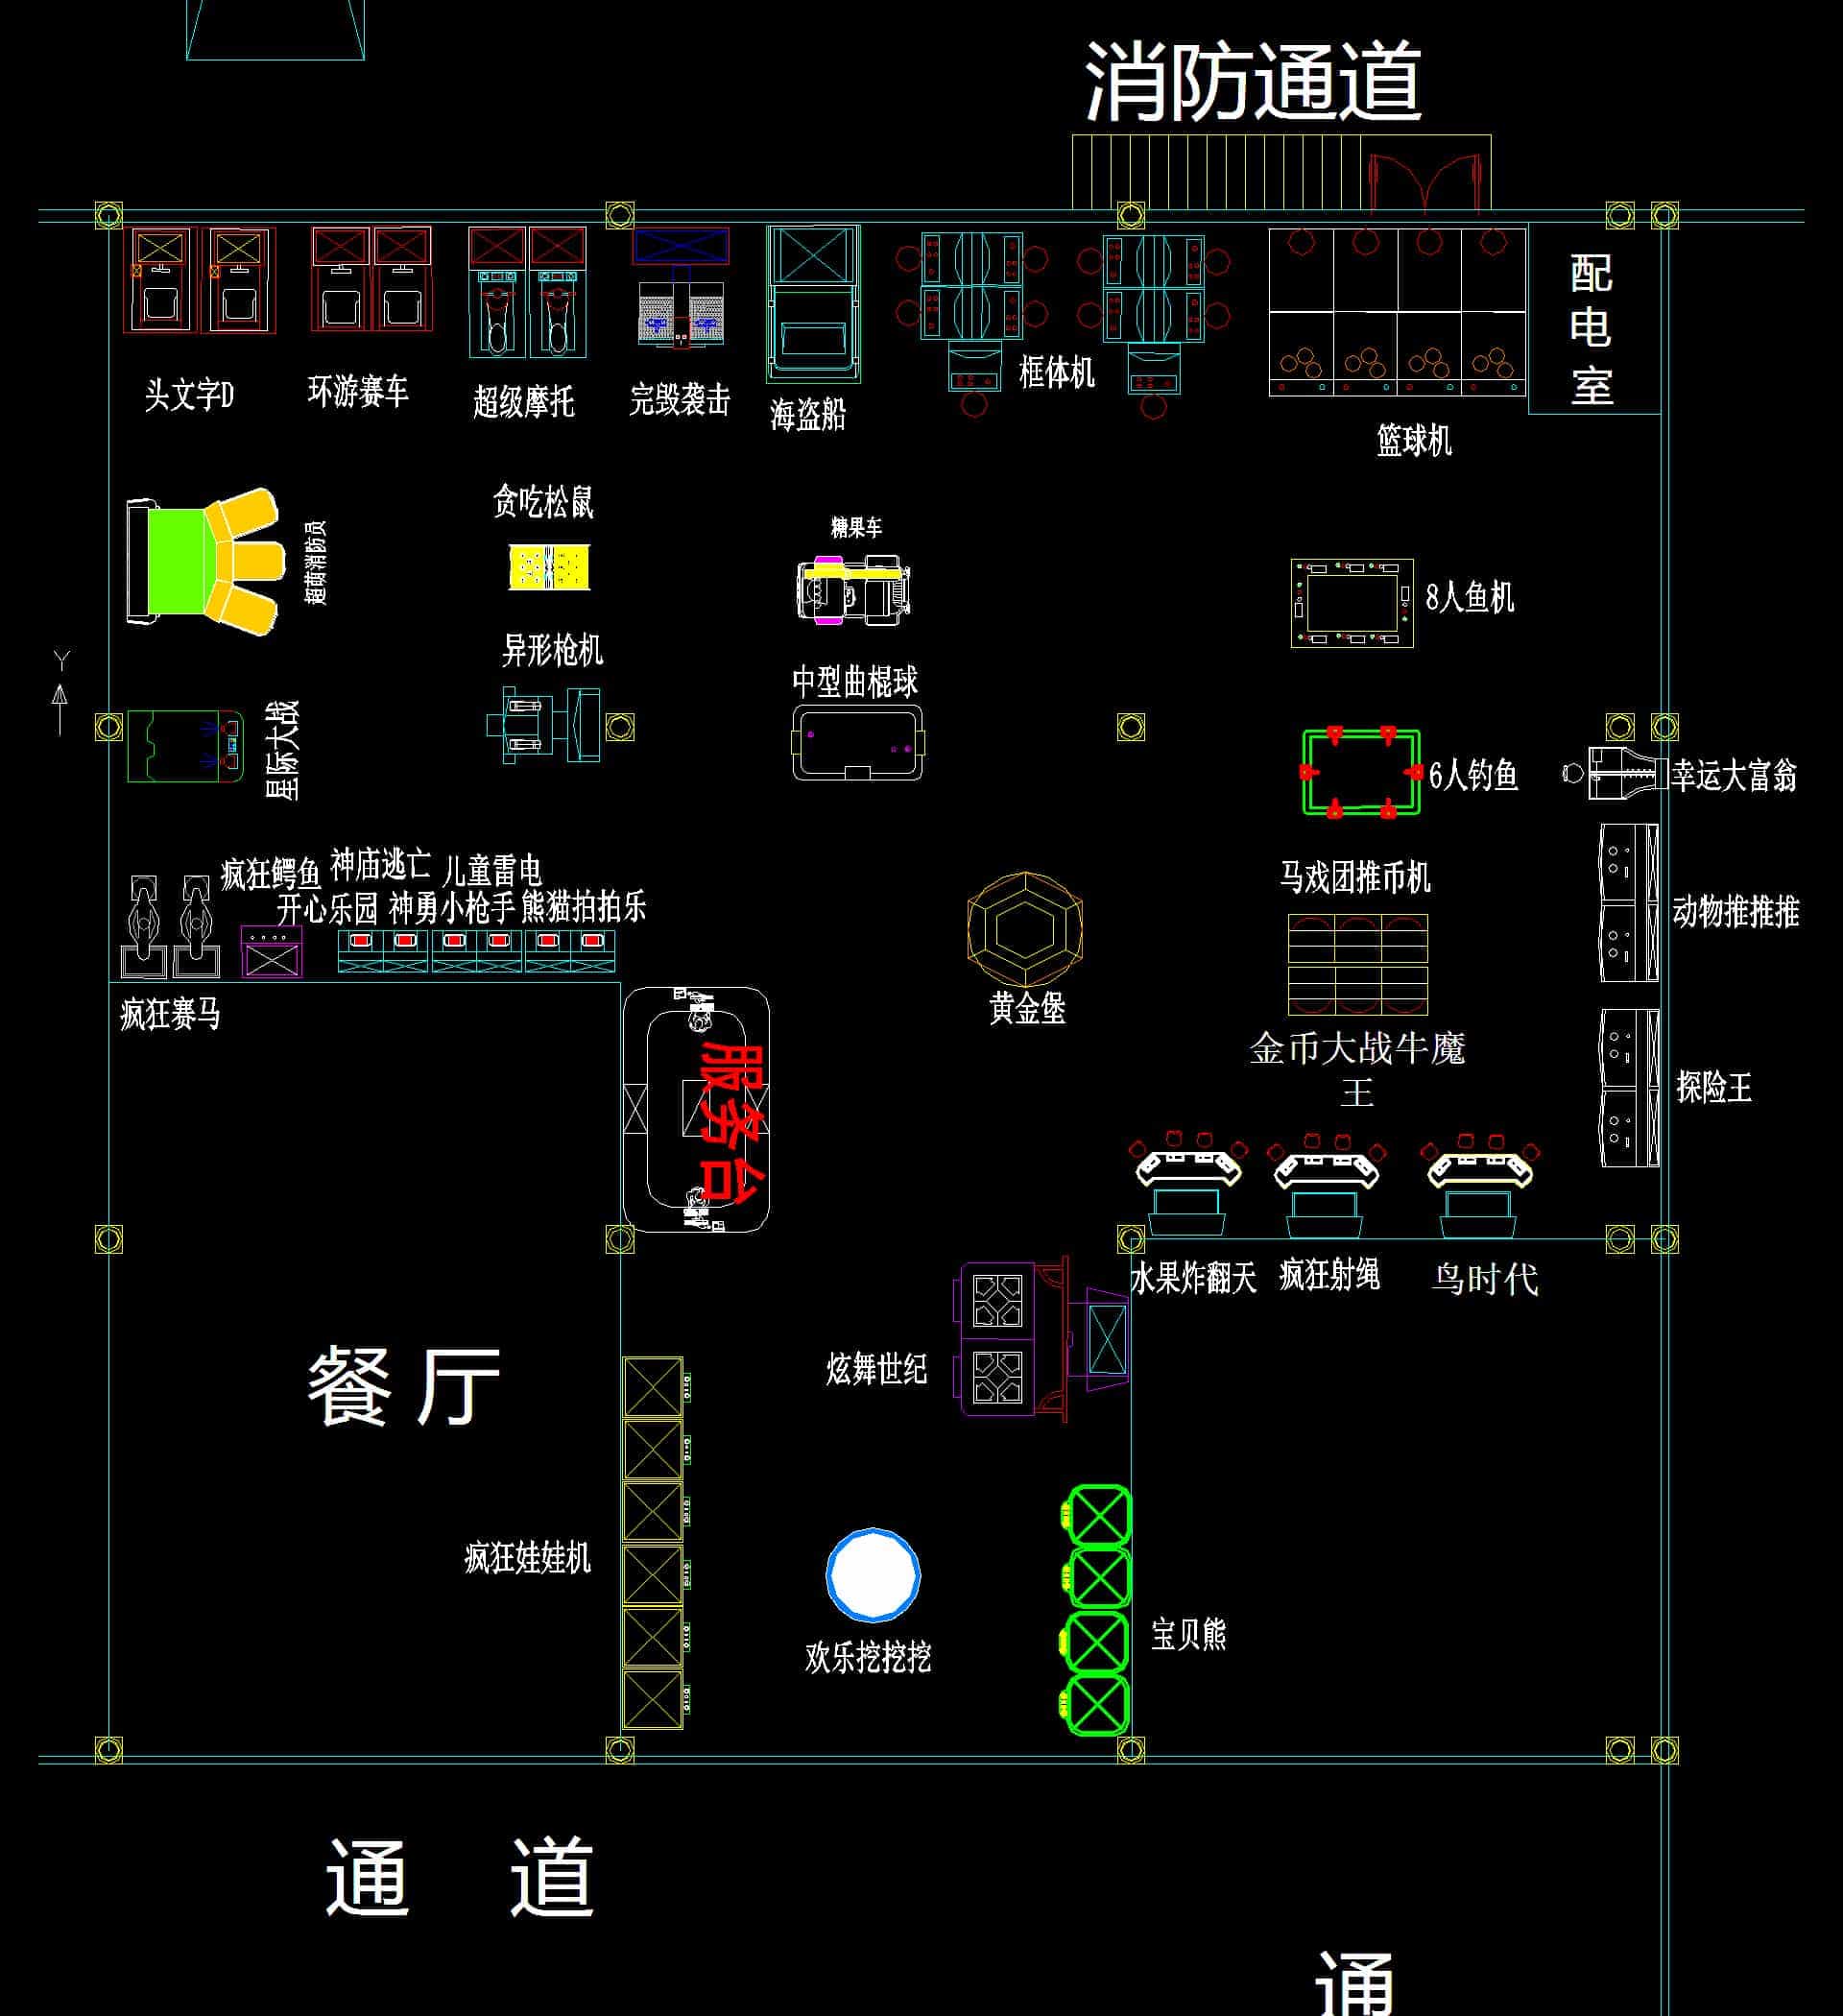 消防通道
配
电
室
头文字D
环游赛车
超级摩托
完毁袭击
海盗船
框体机
篮球机
贪吃松鼠
糖果车
超萌消防员
8人鱼机
异形枪机
中型曲棍球
Y
星际大战
6人钓鱼
幸运大富翁
疯狂鳄鱼
神庙逃亡
儿童雷电
马戏团推币机
开心乐园
神勇小枪手
熊猫拍拍乐
动物推推推
疯狂赛马
黄金堡
金币大战牛魔
王
服务台
探险王
水果炸翻天
疯狂射绳
鸟时代
餐厅
炫舞世纪
疯狂娃娃机
欢乐挖挖挖
宝贝熊
通道
通